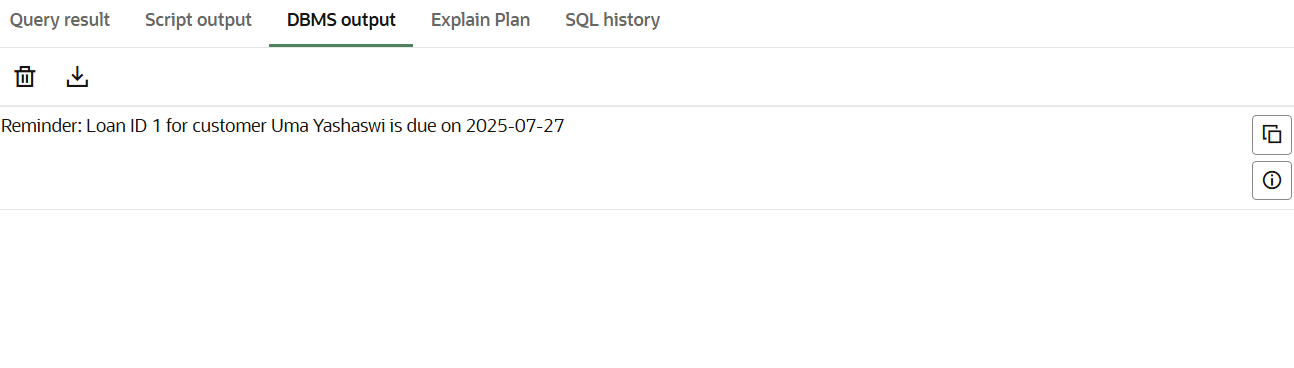 Query result Script output DBMS output Explain Plan SQL history
Reminder: Loan ID 1 for customer Uma Yashaswi is due on 2025-07-27